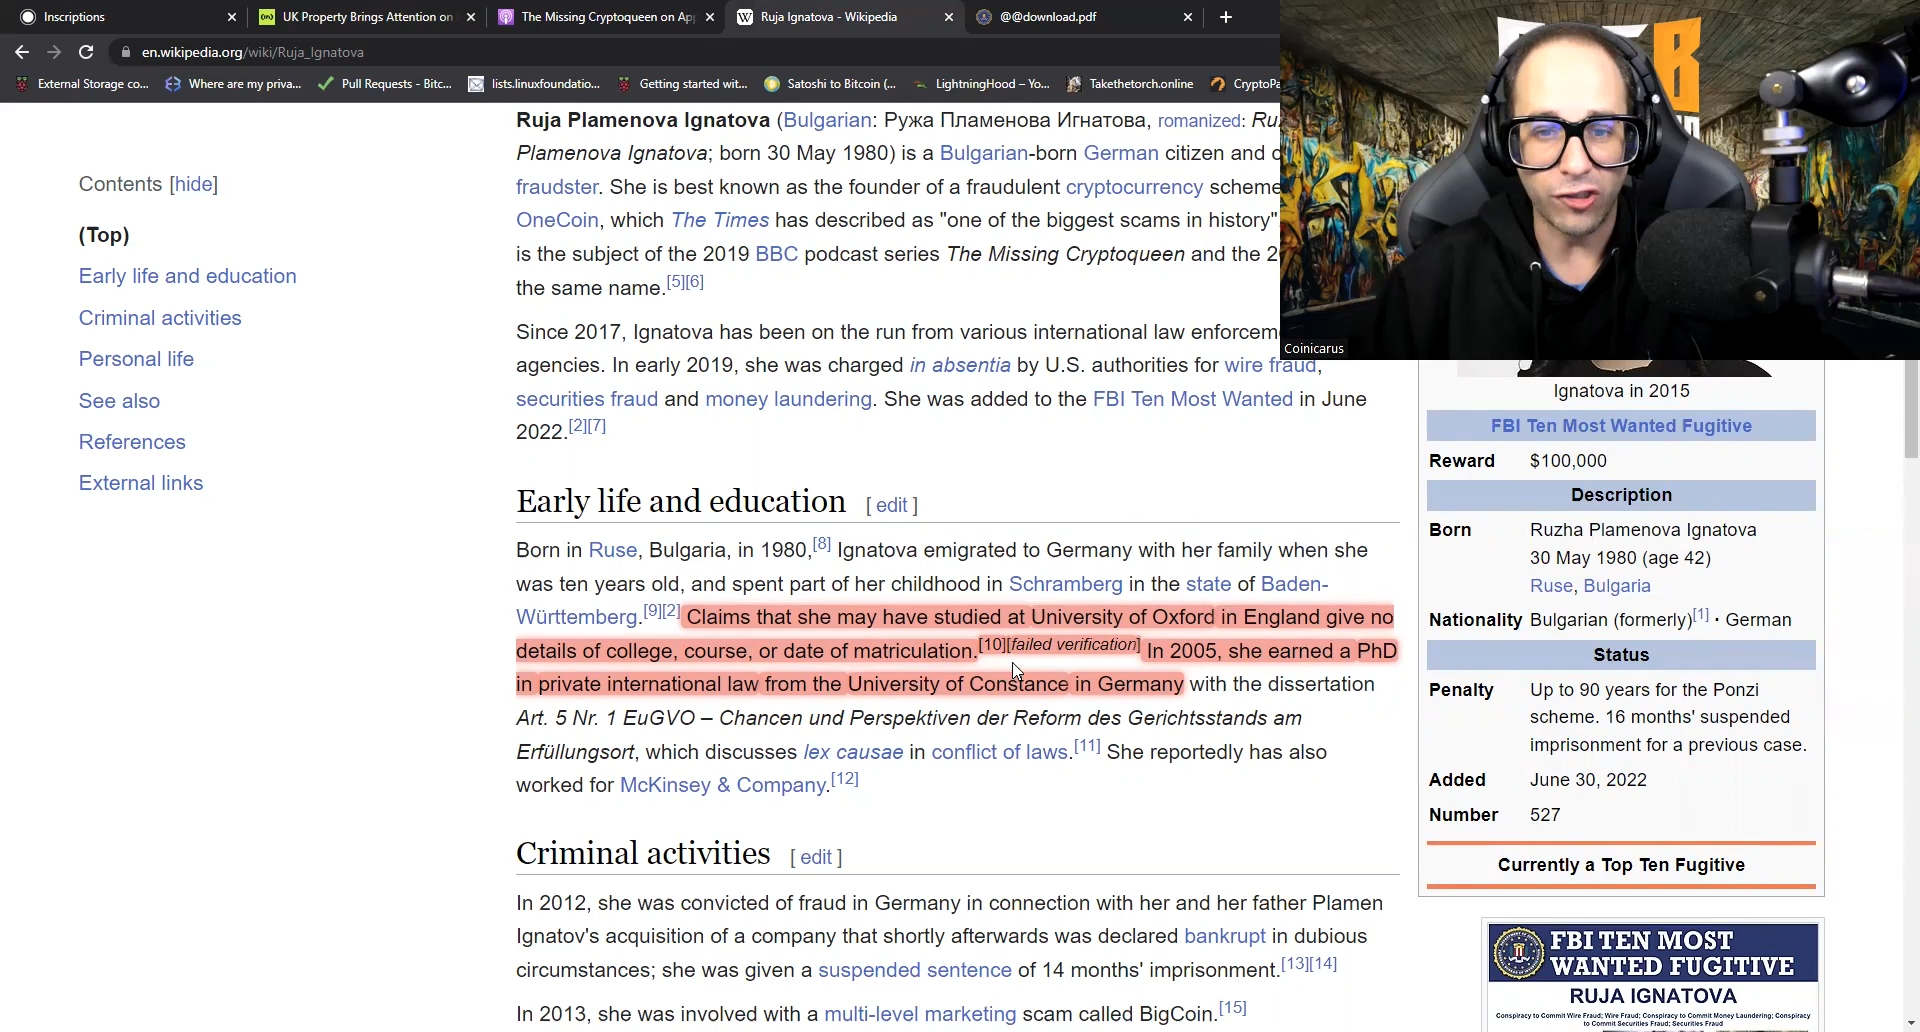 Inscriptions
UK Property Brings Attention on
The Missing Cryptoqueen on Ap
Ruja Ignatova - Wikipedia
@@download.pdf
en.wikipedia.org/wiki/Ruja_Ignatova
External Storage co...
Where are my priva...
Pull Requests - Bitc...
lists.linuxfoundatio...
Getting started wit...
Satoshi to Bitcoin (...
LightningHood – Yo...
Takethetorch.online
CryptoPa
B
Coinicarus
Contents [hide]
(Top)
Early life and education
Criminal activities
Personal life
See also
References
External links
Ruja Plamenova Ignatova (Bulgarian: Ружа Пламенова Игнатова, romanized: Ru
Plamenova Ignatova; born 30 May 1980) is a Bulgarian-born German citizen and c
fraudster. She is best known as the founder of a fraudulent cryptocurrency scheme
OneCoin, which The Times has described as "one of the biggest scams in history"
is the subject of the 2019 BBC podcast series The Missing Cryptoqueen and the 2
the same name.[5][6]
Since 2017, Ignatova has been on the run from various international law enforcem
agencies. In early 2019, she was charged in absentia by U.S. authorities for wire fraud,
securities fraud and money laundering. She was added to the FBI Ten Most Wanted in June
2022.[2][7]
Early life and education [ edit ]
Born in Ruse, Bulgaria, in 1980,[8] Ignatova emigrated to Germany with her family when she
was ten years old, and spent part of her childhood in Schramberg in the state of Baden-
Württemberg.[9][2] Claims that she may have studied at University of Oxford in England give no
details of college, course, or date of matriculation.[10][failed verification] In 2005, she earned a PhD
in private international law from the University of Constance in Germany with the dissertation
Art. 5 Nr. 1 EuGVO – Chancen und Perspektiven der Reform des Gerichtsstands am
Erfüllungsort, which discusses lex causae in conflict of laws.[11] She reportedly has also
worked for McKinsey & Company.[12]
Criminal activities [ edit ]
In 2012, she was convicted of fraud in Germany in connection with her and her father Plamen
Ignatov's acquisition of a company that shortly afterwards was declared bankrupt in dubious
circumstances; she was given a suspended sentence of 14 months' imprisonment.[13][14]
In 2013, she was involved with a multi-level marketing scam called BigCoin.[15]
Ignatova in 2015
FBI Ten Most Wanted Fugitive
Reward $100,000
Description
Born Ruzha Plamenova Ignatova
30 May 1980 (age 42)
Ruse, Bulgaria
Nationality Bulgarian (formerly)[1] · German
Status
Penalty Up to 90 years for the Ponzi
scheme. 16 months' suspended
imprisonment for a previous case.
Added June 30, 2022
Number 527
Currently a Top Ten Fugitive
FBI TEN MOST
WANTED FUGITIVE
RUJA IGNATOVA
Conspiracy to Commit Wire Fraud; Wire Fraud; Conspiracy to Commit Money Laundering; Conspiracy
to Commit Securities Fraud; Securities Fraud